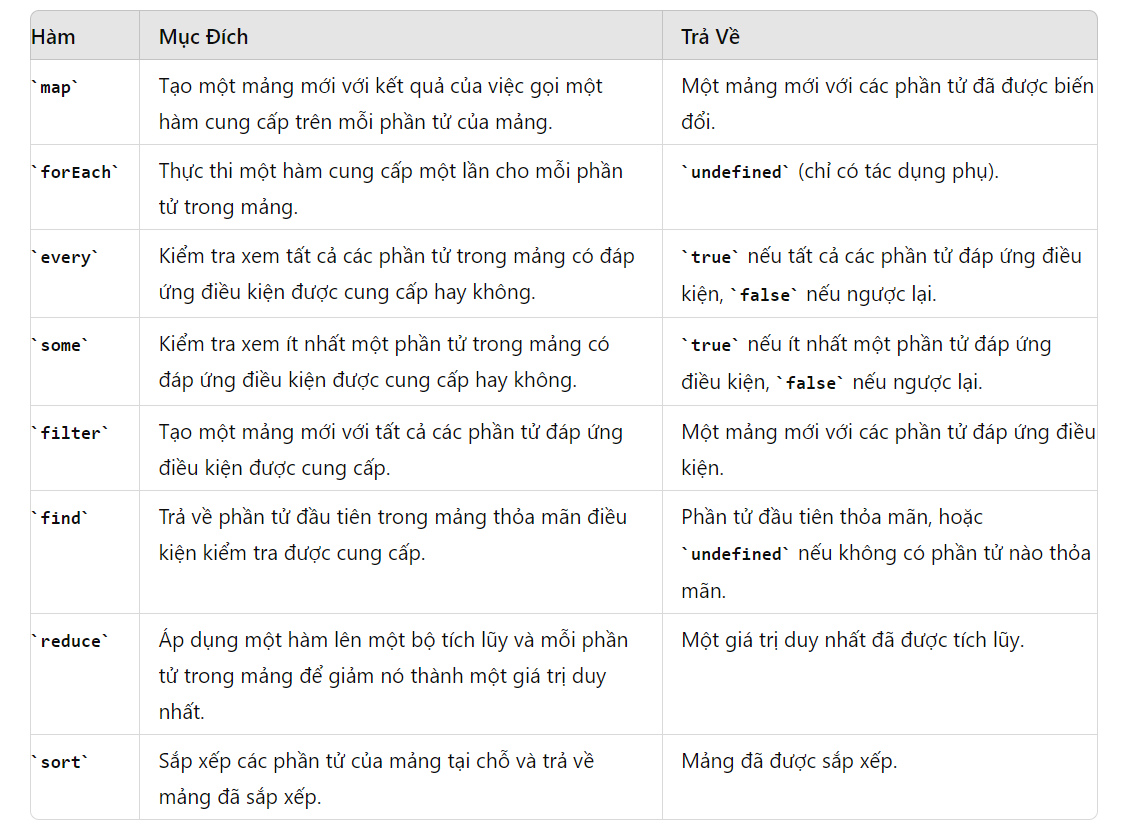 Hàm Mục Đích Trả Về
`map` Tạo một mảng mới với kết quả của việc gọi một Một mảng mới với các phần tử đã được biến
hàm cung cấp trên mỗi phần tử của mảng. đổi.
`forEach` Thực thi một hàm cung cấp một lần cho mỗi phần `undefined` (chỉ có tác dụng phụ).
tử trong mảng.
`every` Kiểm tra xem tất cả các phần tử trong mảng có đáp `true` nếu tất cả các phần tử đáp ứng điều
ứng điều kiện được cung cấp hay không. kiện, `false` nếu ngược lại.
`some` Kiểm tra xem ít nhất một phần tử trong mảng có `true` nếu ít nhất một phần tử đáp ứng
đáp ứng điều kiện được cung cấp hay không. điều kiện, `false` nếu ngược lại.
`filter` Tạo một mảng mới với tất cả các phần tử đáp ứng Một mảng mới với các phần tử đáp ứng điều
điều kiện được cung cấp. kiện.
`find` Trả về phần tử đầu tiên trong mảng thỏa mãn điều Phần tử đầu tiên thỏa mãn, hoặc
kiện kiểm tra được cung cấp. `undefined` nếu không có phần tử nào thỏa
mãn.
`reduce` Áp dụng một hàm lên một bộ tích lũy và mỗi phần Một giá trị duy nhất đã được tích lũy.
tử trong mảng để giảm nó thành một giá trị duy
nhất.
`sort` Sắp xếp các phần tử của mảng tại chỗ và trả về Mảng đã được sắp xếp.
mảng đã sắp xếp.